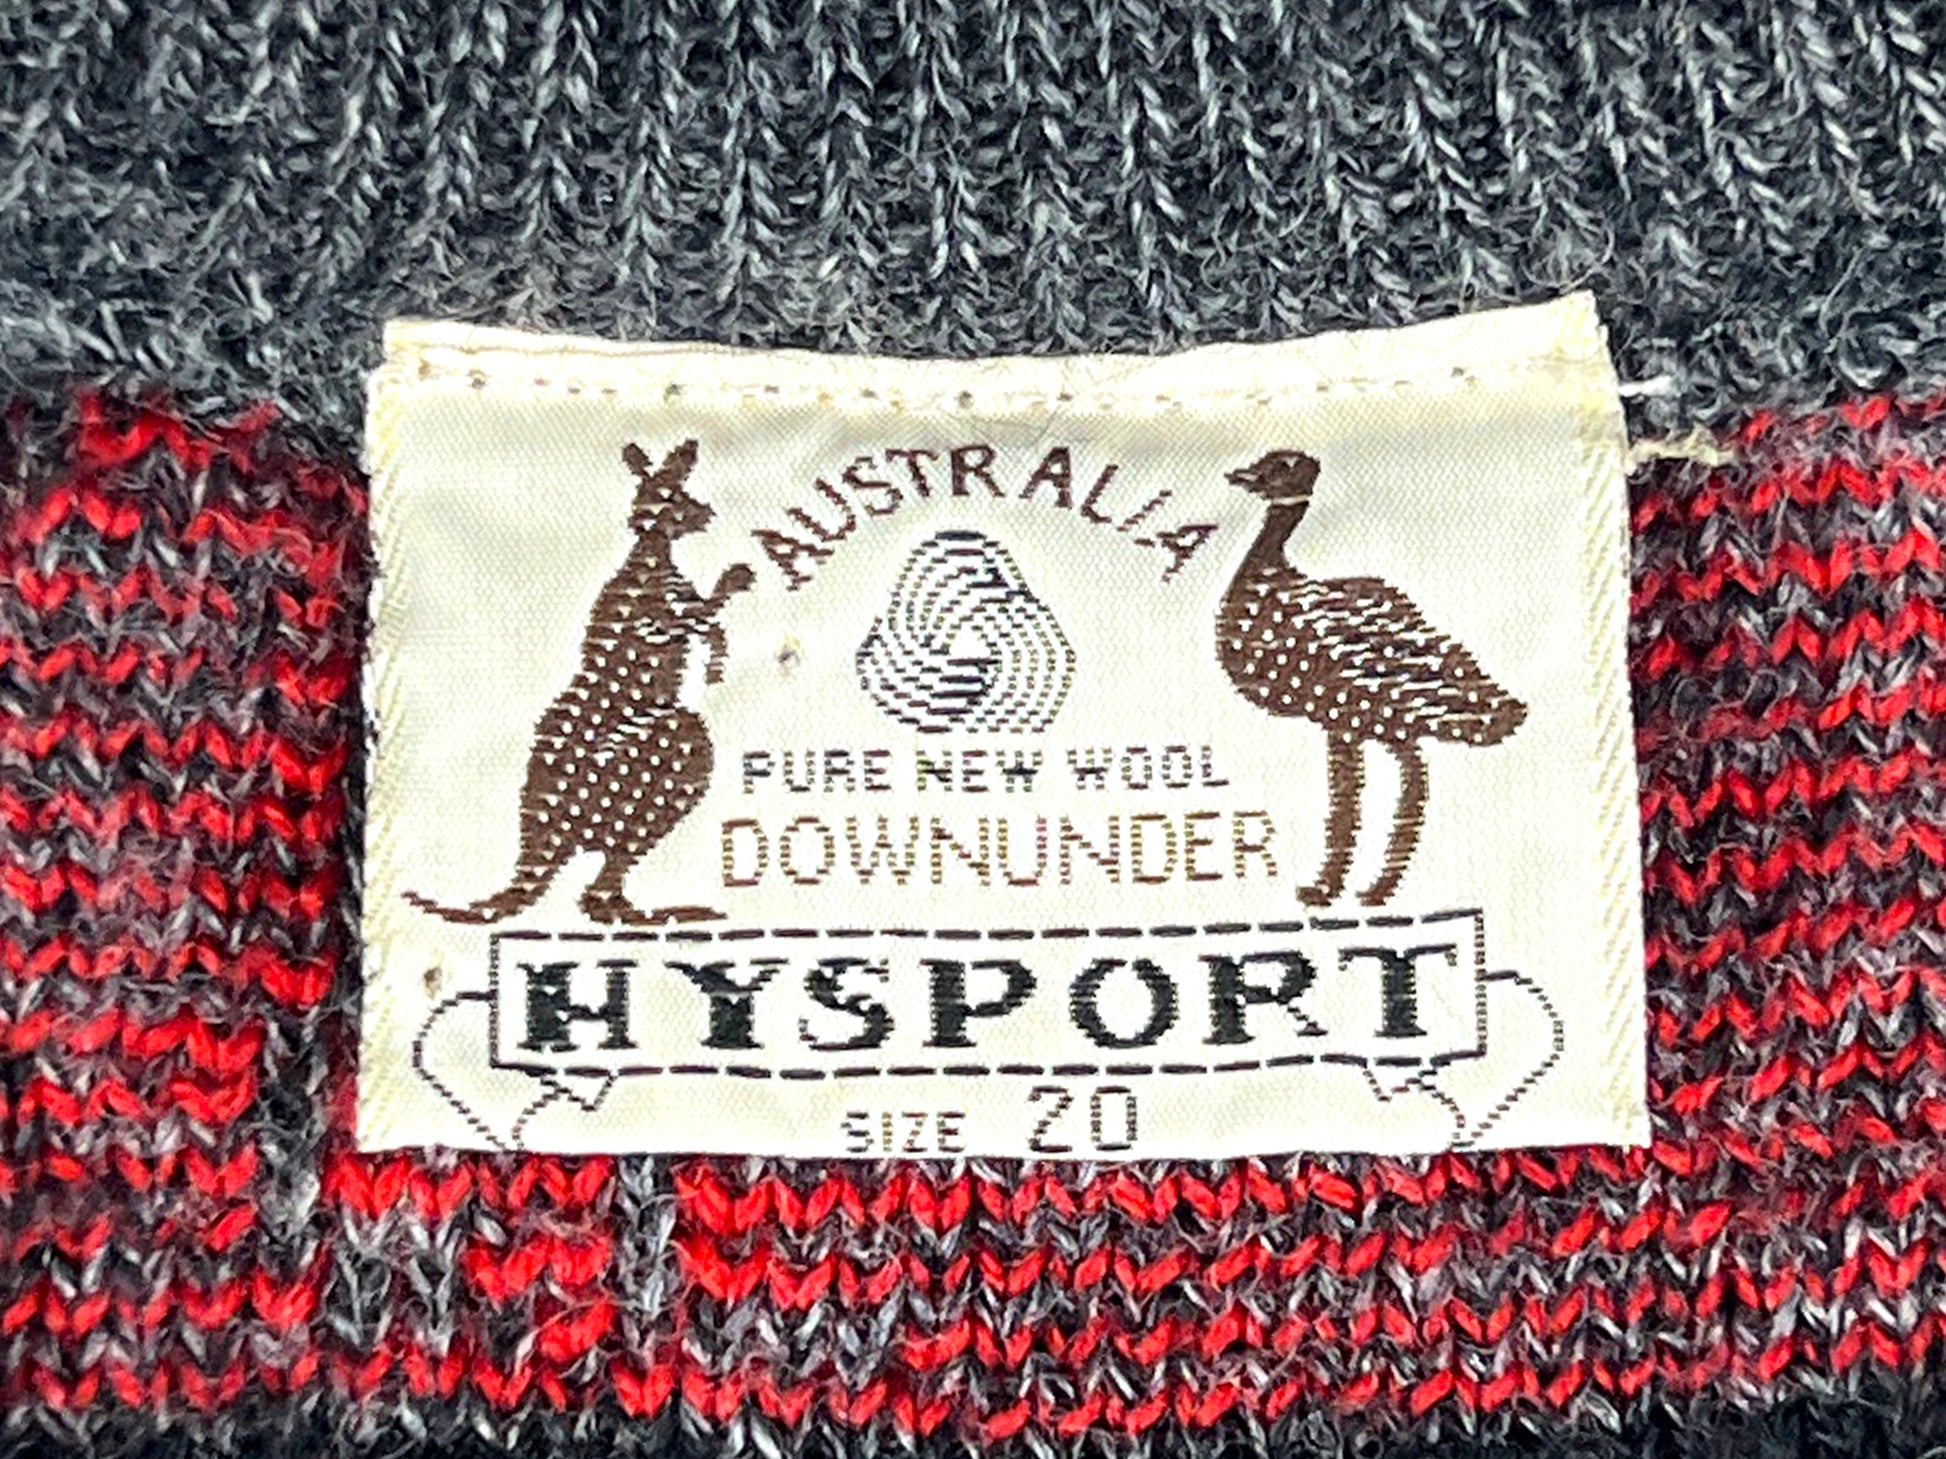 AUSTRALIA
PURE NEW WOOL
DOWNUNDER
HYSPORT
SIZE 20